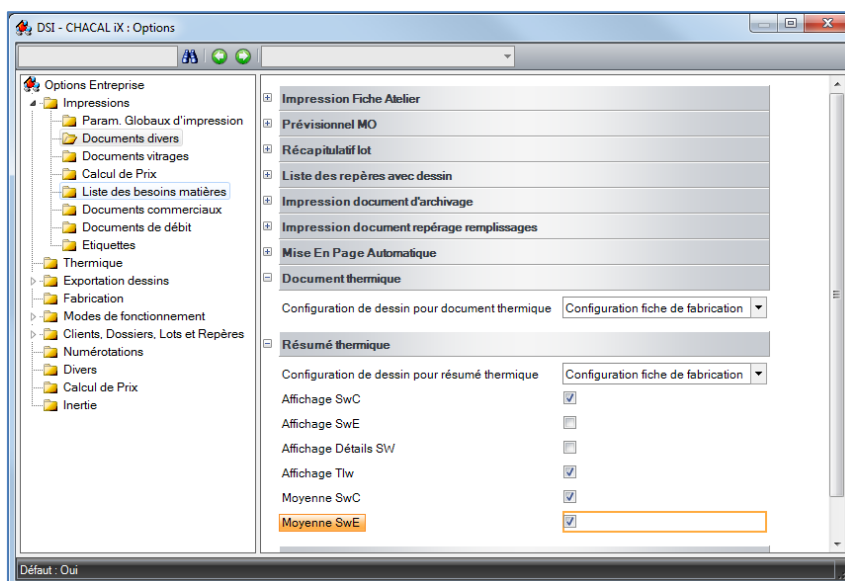 DSI - CHACAL iX : Options
Options Entreprise
Impressions
Param. Globaux d'impression
Documents divers
Documents vitrages
Calcul de Prix
Liste des besoins matières
Documents commerciaux
Documents de débit
Etiquettes
Thermique
Exportation dessins
Fabrication
Modes de fonctionnement
Clients, Dossiers, Lots et Repères
Numérotations
Divers
Calcul de Prix
Inertie
Impression Fiche Atelier
Prévisionnel MO
Récapitulatif lot
Liste des repères avec dessin
Impression document d'archivage
Impression document repérage remplissages
Mise En Page Automatique
Document thermique
Configuration de dessin pour document thermique Configuration fiche de fabrication
Résumé thermique
Configuration de dessin pour résumé thermique Configuration fiche de fabrication
Affichage SwC
Affichage SwE
Affichage Détails SW
Affichage Tlw
Moyenne SwC
Moyenne SwE
Défaut : Oui